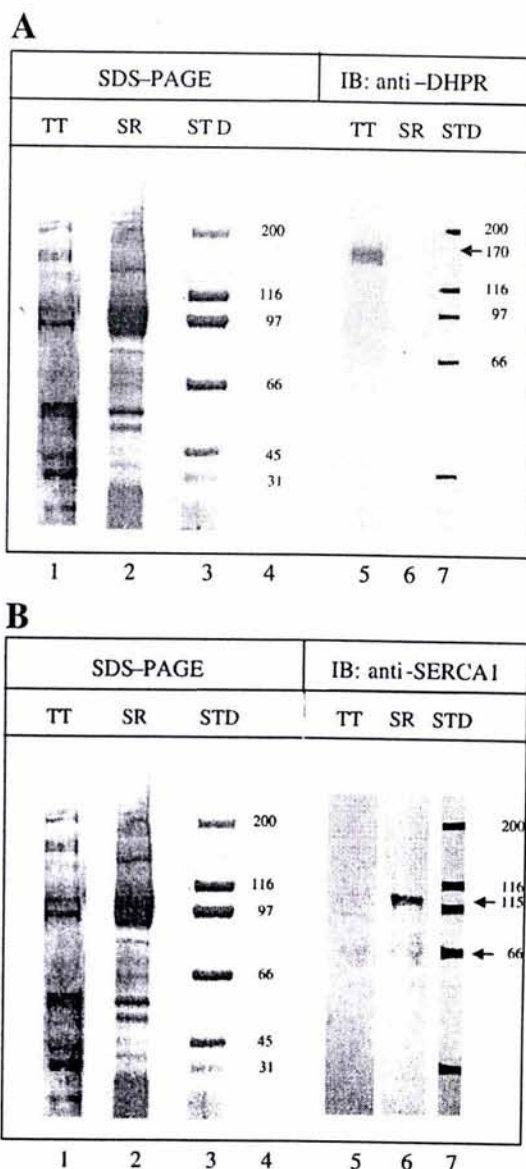 A
SDS-PAGE IB: anti-DHPR
TT SR STD TT SR STD
200 200
170
116 116
97 97
66 66
45
31
1 2 3 4 5 6 7
B
SDS-PAGE IB: anti-SERCA1
TT SR STD TT SR STD
200 200
116 116
115
97
66 66
45
31
1 2 3 4 5 6 7